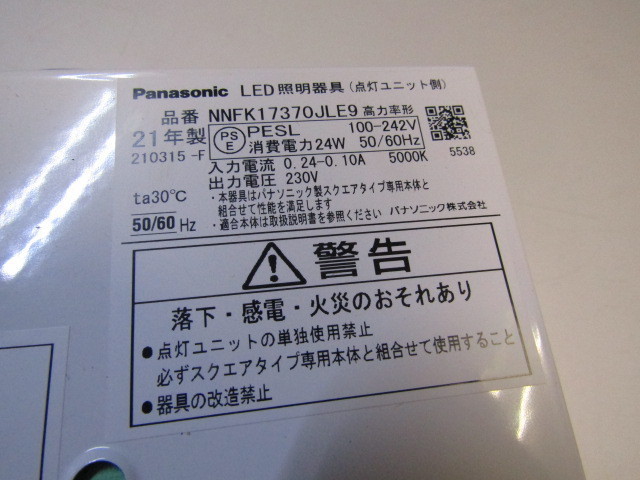 Panasonic LED照明器具(点灯ユニット側)
品番 NNFK17370JLE9 高力率形
21年製 PSE PESL 100-242V
210315 -F 消費電力24W 50/60Hz
入力電流 0.24-0.10A 5000K 5538
出力電圧 230V
ta30℃ ・本器具はパナソニック製スクエアタイプ専用本体と
組合せて性能を満足します
50/60 Hz ・適合本体は取扱説明書を参照ください パナソニック株式会社
警告
落下・感電・火災のおそれあり
●点灯ユニットの単独使用禁止
必ずスクエアタイプ専用本体と組合せて使用すること
●器具の改造禁止